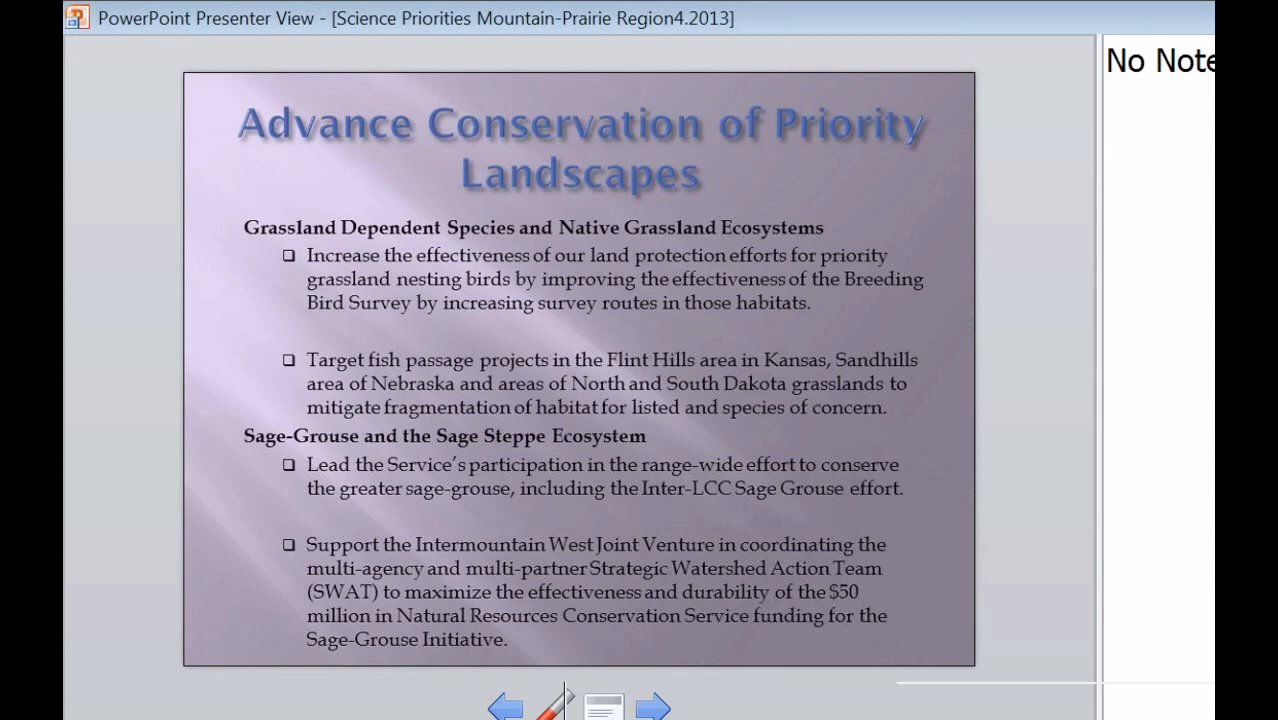 PowerPoint Presenter View - [Science Priorities Mountain-Prairie Region4.2013]
No Note
Advance Conservation of Priority
Landscapes
Grassland Dependent Species and Native Grassland Ecosystems
Increase the effectiveness of our land protection efforts for priority
grassland nesting birds by improving the effectiveness of the Breeding
Bird Survey by increasing survey routes in those habitats.
Target fish passage projects in the Flint Hills area in Kansas, Sandhills
area of Nebraska and areas of North and South Dakota grasslands to
mitigate fragmentation of habitat for listed and species of concern.
Sage-Grouse and the Sage Steppe Ecosystem
Lead the Service's participation in the range-wide effort to conserve
the greater sage-grouse, including the Inter-LCC Sage Grouse effort.
Support the Intermountain West Joint Venture in coordinating the
multi-agency and multi-partner Strategic Watershed Action Team
(SWAT) to maximize the effectiveness and durability of the $50
million in Natural Resources Conservation Service funding for the
Sage-Grouse Initiative.